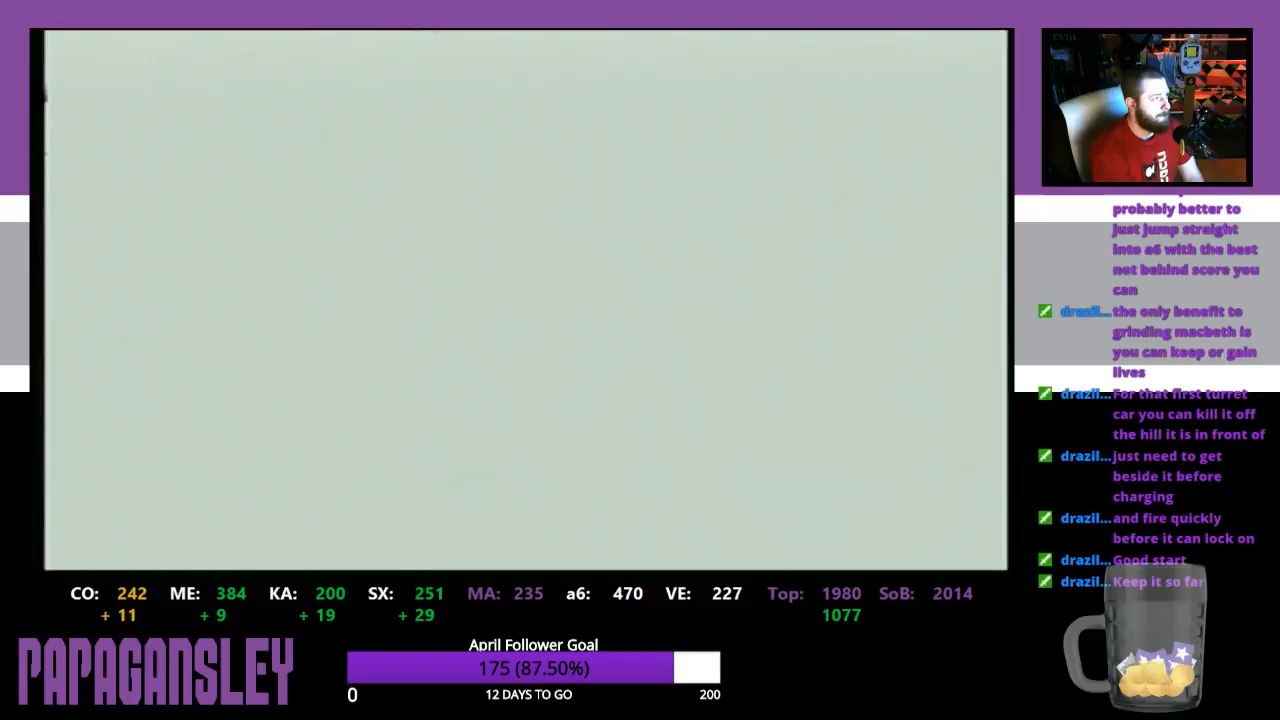 probably better to
just jump straight
into a6 with the best
not behind score you
can
drazil... the only benefit to
grinding macbeth is
you can keep or gain
lives
drazil... For that first turret
car you can kill it off
the hill it is in front of
drazil... just need to get
beside it before
charging
drazil... and fire quickly
before it can lock on
drazil... Good start
drazil... Keep it so far
CO: 242 ME: 384 KA: 200 SX: 251 MA: 235 a6: 470 VE: 227 Top: 1980 SoB: 2014
+ 11 + 9 + 19 + 29 1077
PAPAGANSLEY
April Follower Goal
175 (87.50%)
0 12 DAYS TO GO 200